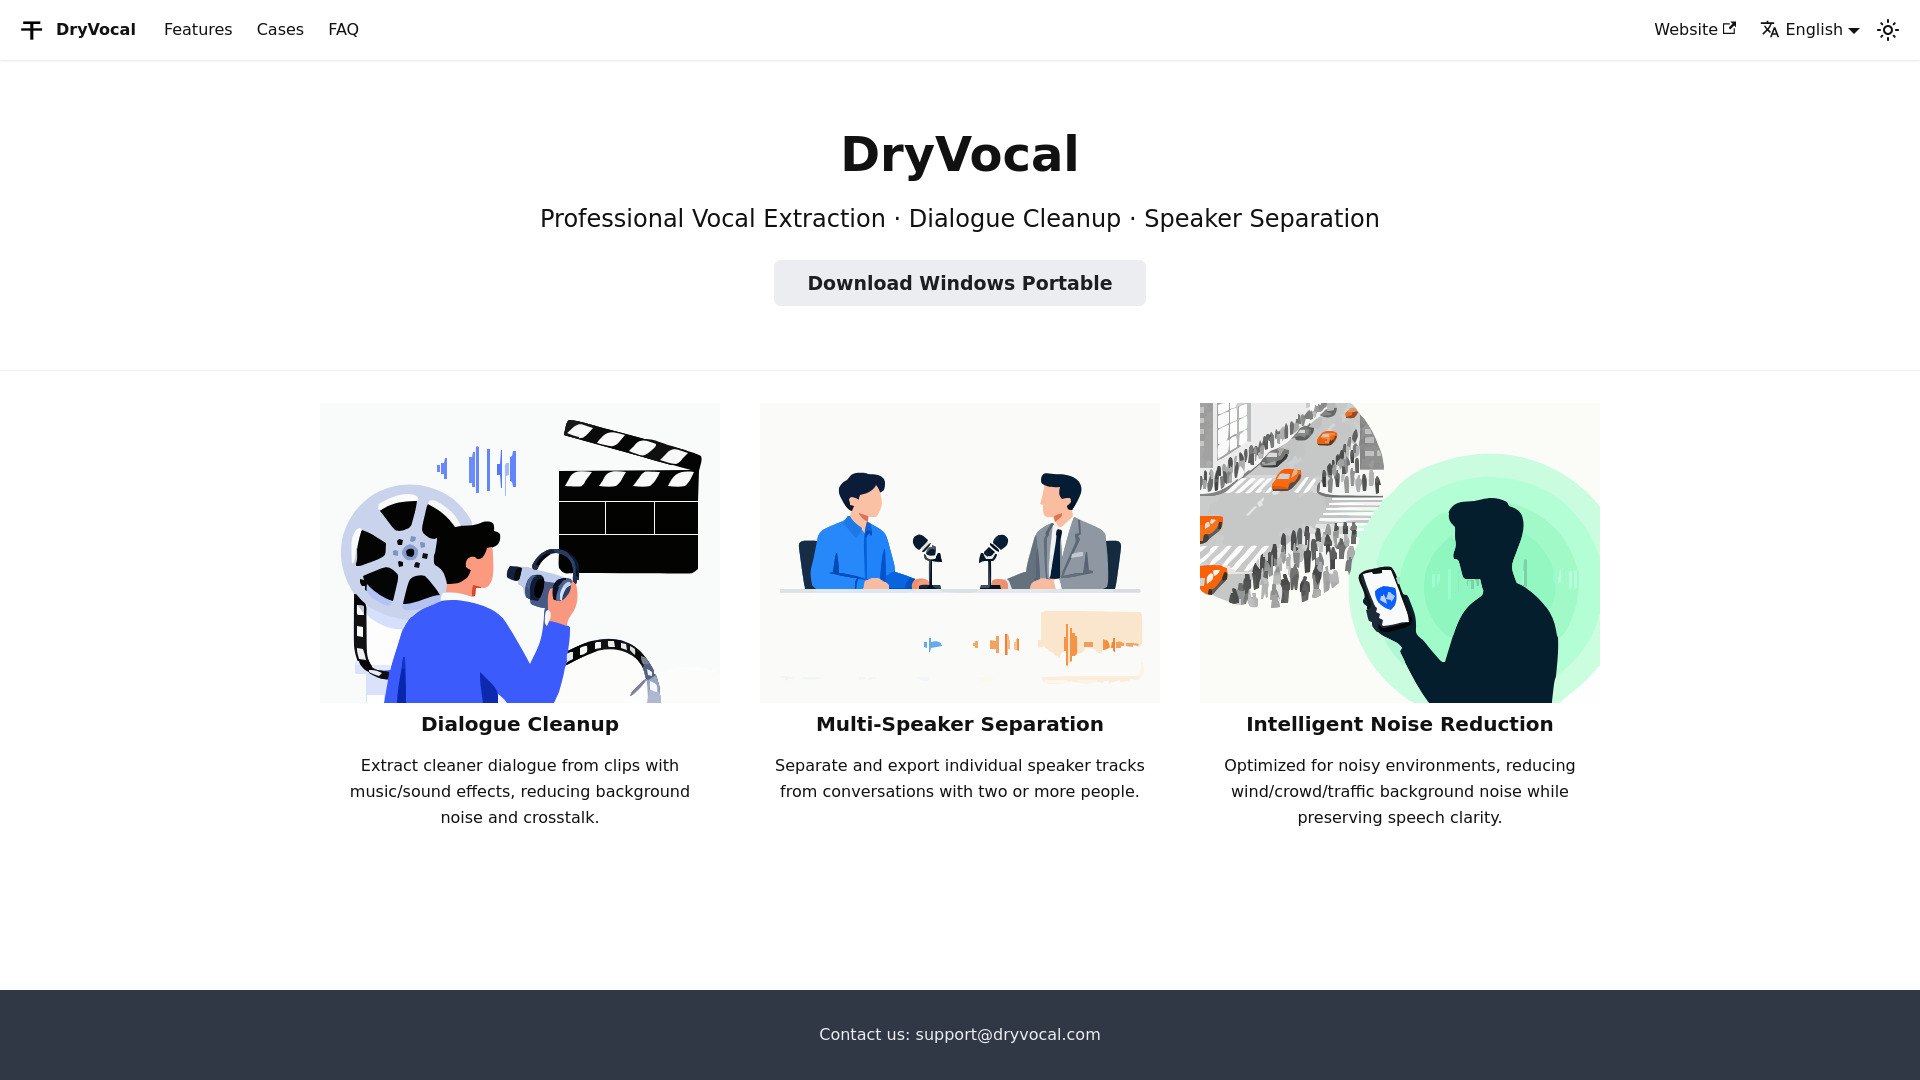 DryVocal
Features
Cases
FAQ
Website
English
DryVocal
Professional Vocal Extraction · Dialogue Cleanup · Speaker Separation
Download Windows Portable
Dialogue Cleanup
Extract cleaner dialogue from clips with
music/sound effects, reducing background
noise and crosstalk.
Multi-Speaker Separation
Separate and export individual speaker tracks
from conversations with two or more people.
Intelligent Noise Reduction
Optimized for noisy environments, reducing
wind/crowd/traffic background noise while
preserving speech clarity.
Contact us: support@dryvocal.com